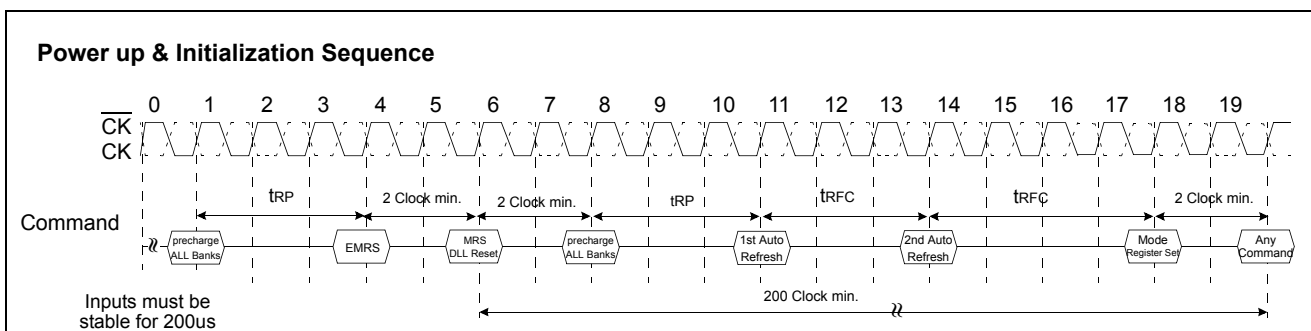 Power up & Initialization Sequence
0 1 2 3 4 5 6 7 8 9 10 11 12 13 14 15 16 17 18 19
CK
CK
tRP 2 Clock min. 2 Clock min. tRP tRFC tRFC 2 Clock min.
Command
precharge
ALL Banks
EMRS
MRS
DLL Reset
precharge
ALL Banks
1st Auto
Refresh
2nd Auto
Refresh
Mode
Register Set
Any
Command
200 Clock min.
Inputs must be
stable for 200us